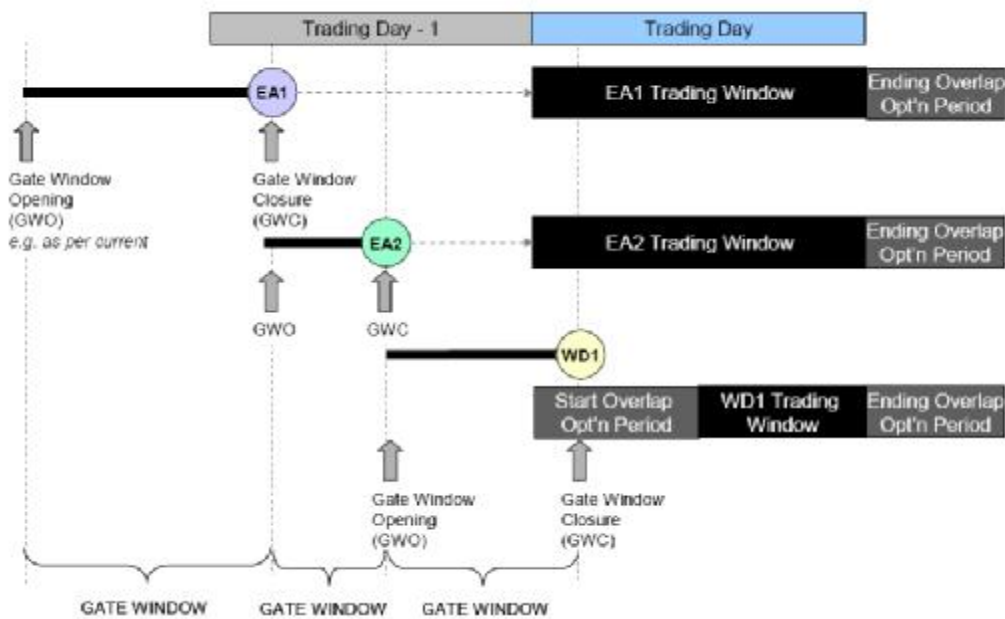 Trading Day - 1
Trading Day
EA1
EA1 Trading Window
Ending Overlap
Opt'n Period
Gate Window
Opening
(GWO)
e.g. as per current
Gate Window
Closure
(GWC)
EA2
EA2 Trading Window
Ending Overlap
Opt'n Period
GWO
GWC
WD1
Start Overlap
Opt'n Period
WD1 Trading
Window
Ending Overlap
Opt'n Period
Gate Window
Opening
(GWO)
Gate Window
Closure
(GWC)
GATE WINDOW
GATE WINDOW
GATE WINDOW